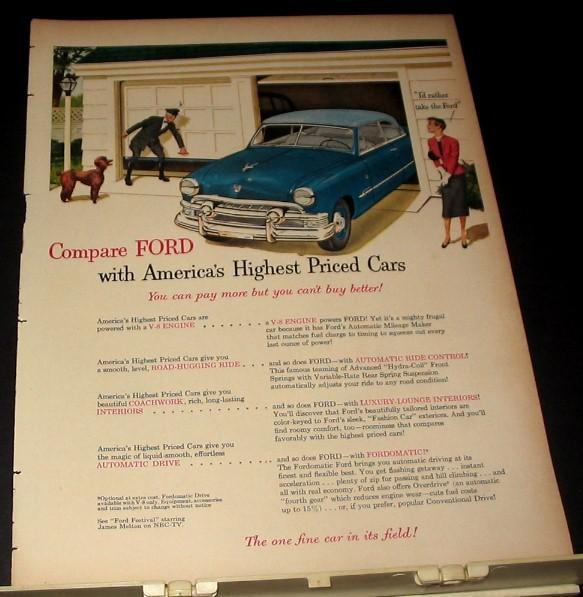 "I'd rather
take the Ford"
Compare FORD
with America's Highest Priced Cars
You can pay more but you can't buy better!
America's Highest Priced Cars are
powered with a V-8 ENGINE . . . . . . .
a V-8 ENGINE powers FORD! Yet it's a mighty frugal
car because it has Ford's Automatic Mileage Maker
that matches fuel charge to timing to squeeze out every
last ounce of power!
America's Highest Priced Cars give you
a smooth, level, ROAD-HUGGING RIDE . . .
and so does FORD—with AUTOMATIC RIDE CONTROL!
This famous teaming of Advanced "Hydra-Coil" Front
Springs with Variable-Rate Rear Spring Suspension
automatically adjusts your ride to any road condition!
America's Highest Priced Cars give you
beautiful COACHWORK, rich, long-lasting
INTERIORS . . . . . . . . . . . .
and so does FORD—with LUXURY-LOUNGE INTERIORS!
You'll discover that Ford's beautifully tailored interiors are
color-keyed to Ford's sleek, "Fashion Car" exteriors. And you'll
find roomy comfort, too—roominess that compares
favorably with the highest priced cars!
America's Highest Priced Cars give you
the magic of liquid-smooth, effortless
AUTOMATIC DRIVE . . . . . . . . .
and so does FORD—with FORDOMATIC!*
The Fordomatic Ford brings you automatic driving at its
finest and flexible best. You get flashing getaway . . . instant
acceleration . . . plenty of zip for passing and hill climbing . . . and
all with real economy. Ford also offers Overdrive* (an automatic
"fourth gear" which reduces engine wear—cuts fuel costs
up to 15%) . . . or, if you prefer, popular Conventional Drive!
*Optional at extra cost. Fordomatic Drive
available with V-8 only. Equipment, accessories
and trim subject to change without notice
See "Ford Festival" starring
James Melton on NBC-TV.
The one fine car in its field!